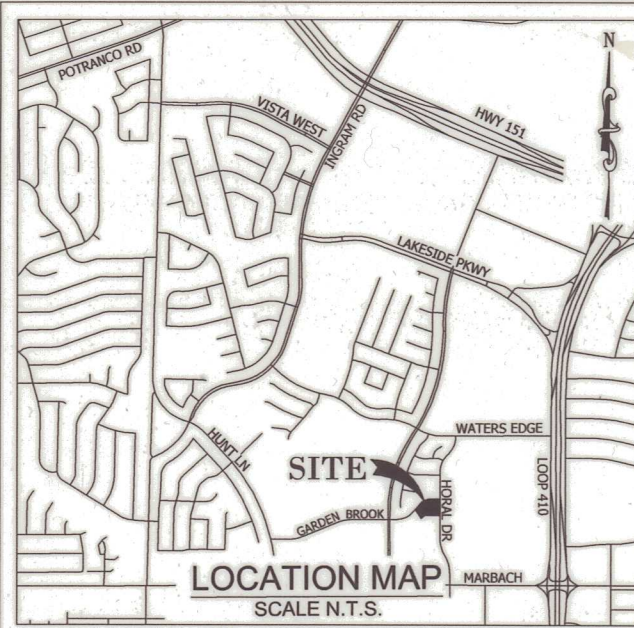 POTRANCO RD
N
VISTA WEST
INGRAM RD
HWY 151
LAKESIDE PKWY
WATERS EDGE
HUNT LN
SITE
LOOP 410
HORAL DR
GARDEN BROOK
LOCATION MAP
MARBACH
SCALE N.T.S.